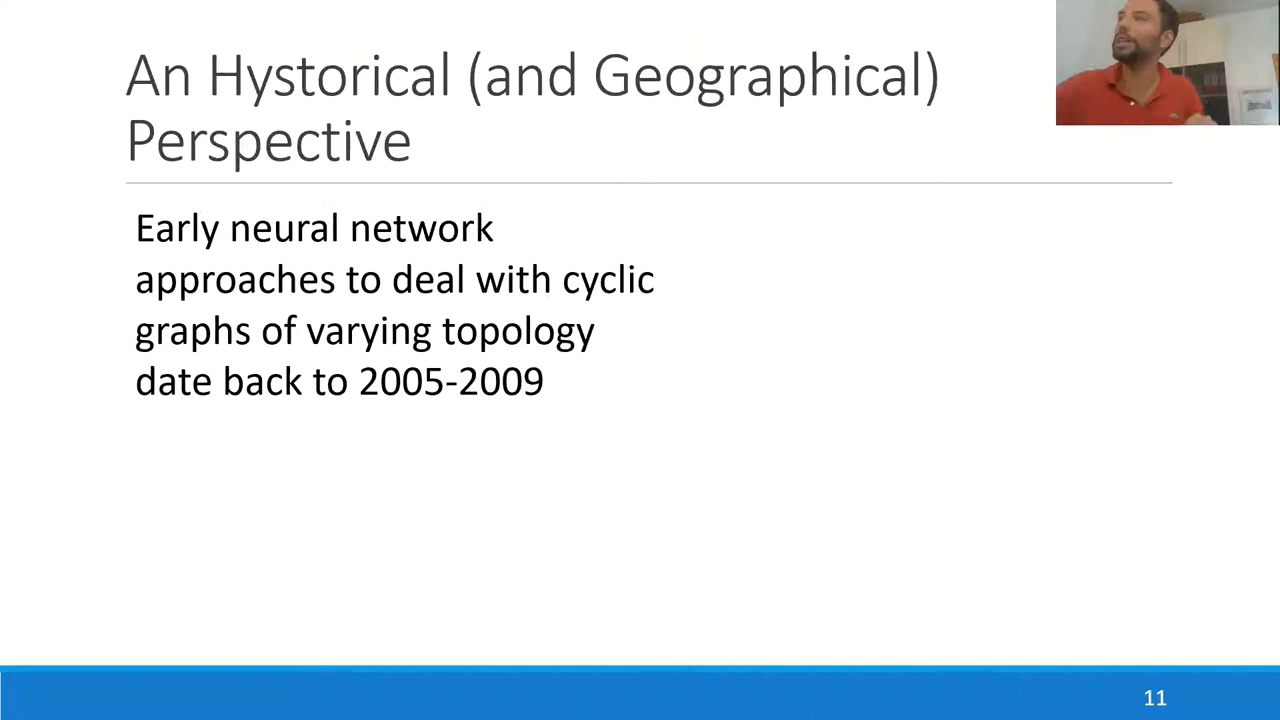 An Hystorical (and Geographical)
Perspective
Early neural network
approaches to deal with cyclic
graphs of varying topology
date back to 2005-2009
11